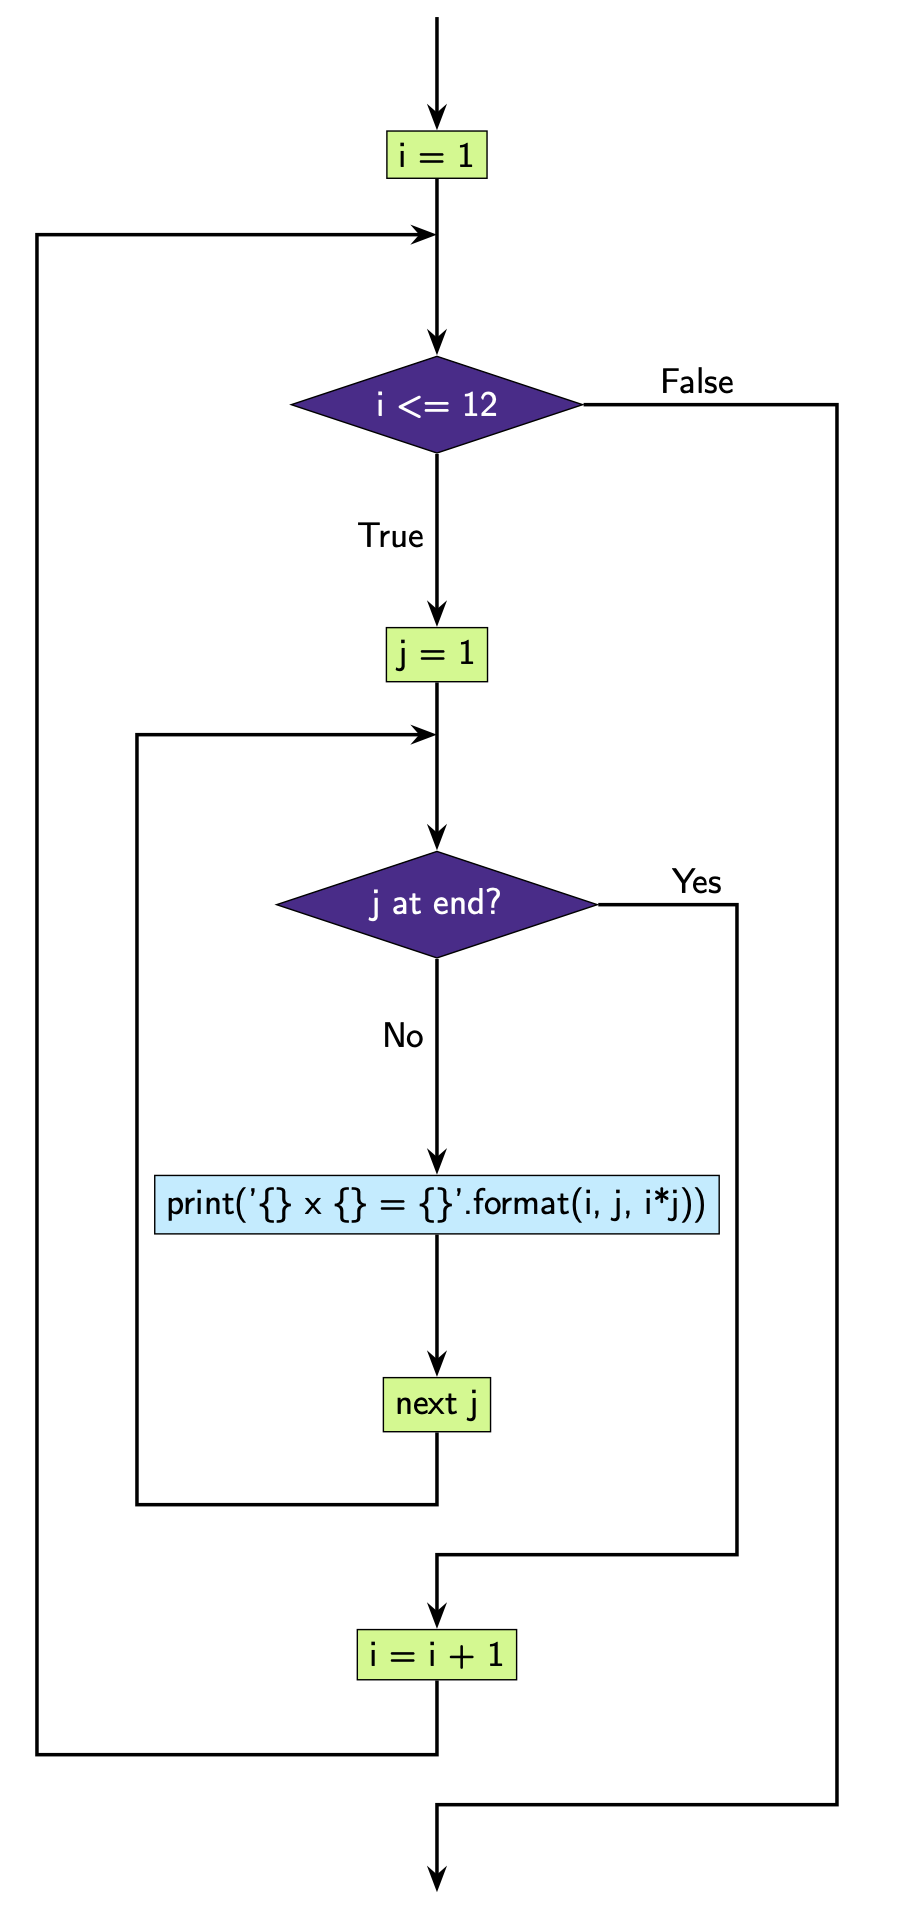 i = 1
i <= 12
False
True
j = 1
j at end?
Yes
No
print('{} x {} = {}'.format(i, j, i*j))
next j
i = i + 1